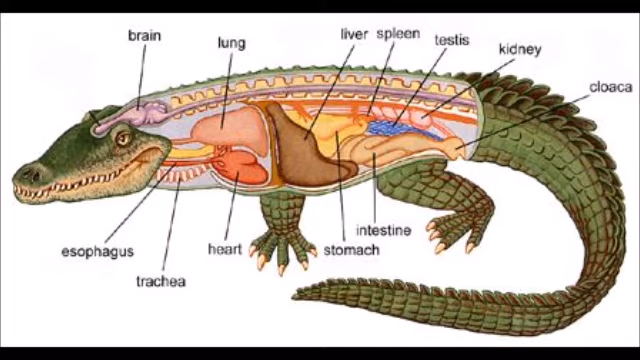 brain
lung
liver
spleen
testis
kidney
cloaca
esophagus
trachea
heart
stomach
intestine